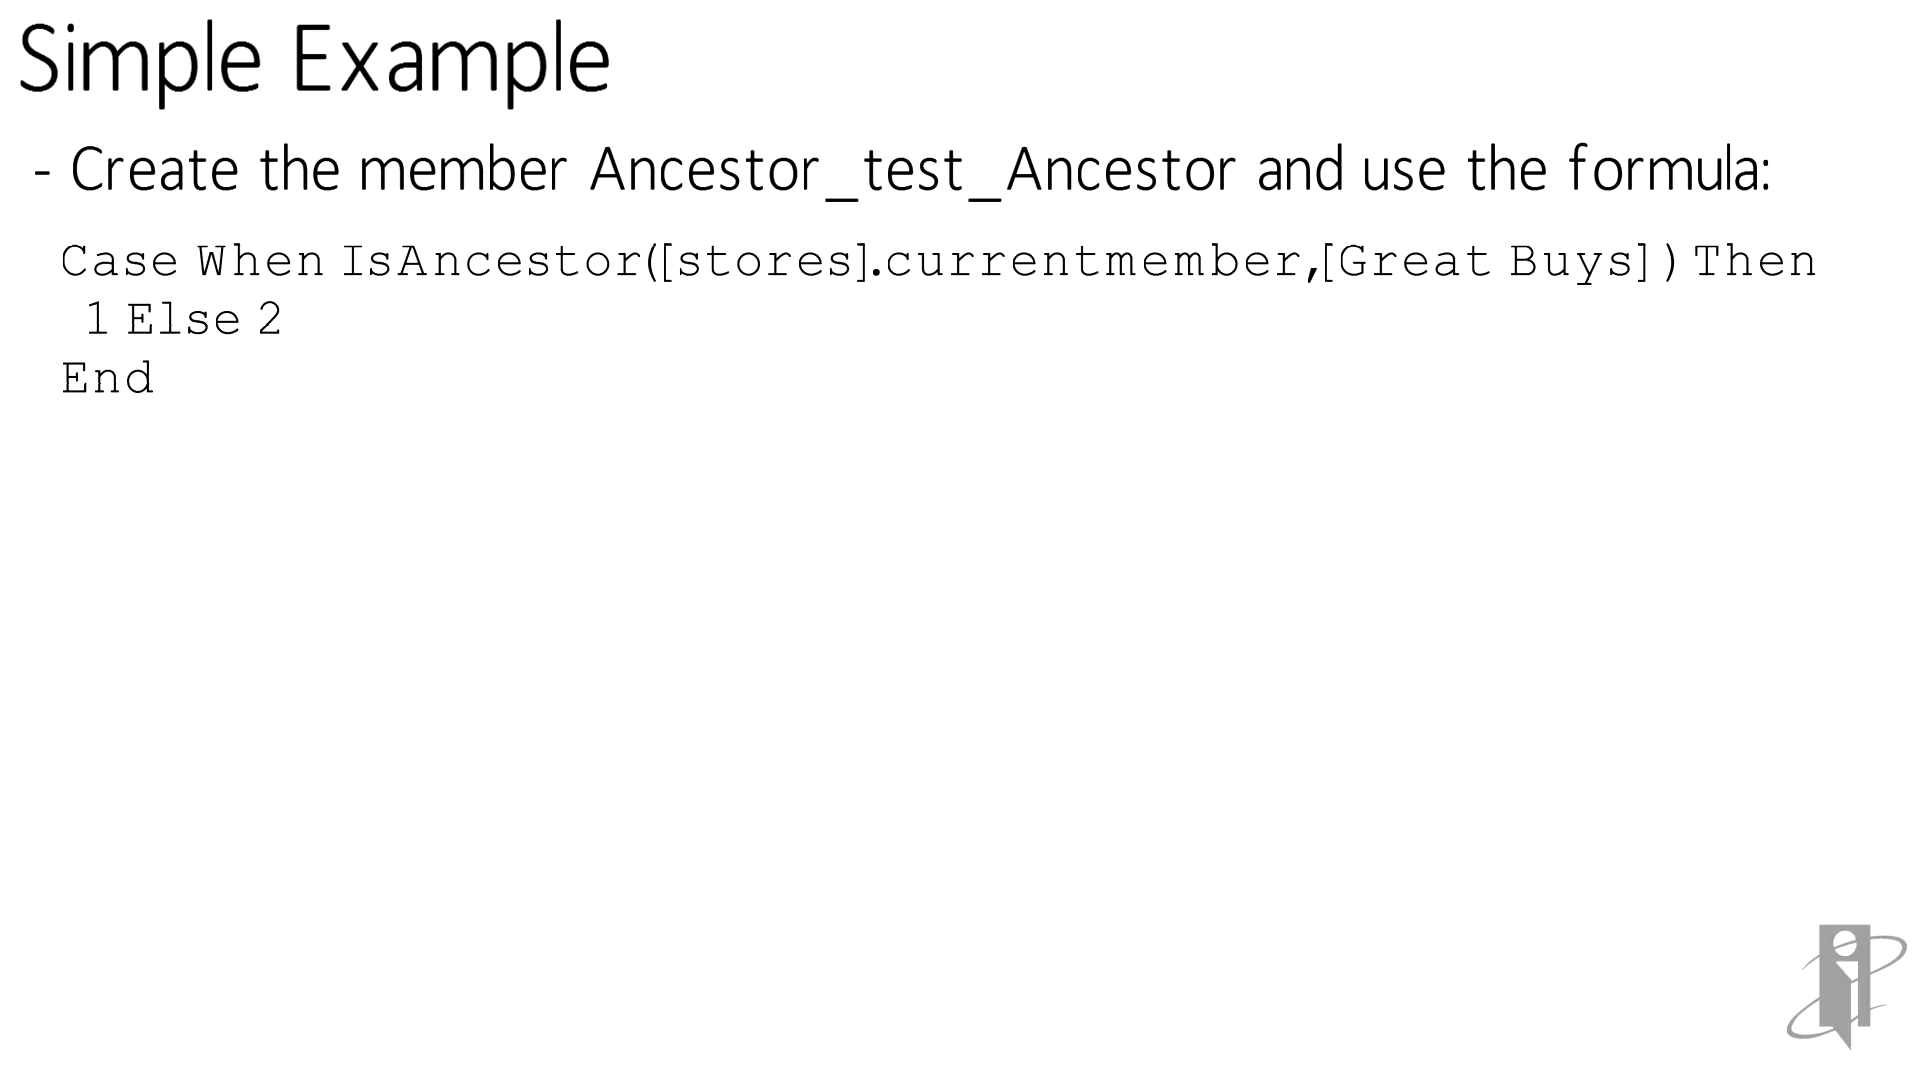 Simple Example
- Create the member Ancestor_test_Ancestor and use the formula:
Case When IsAncestor([stores].currentmember,[Great Buys]) Then
1 Else 2
End